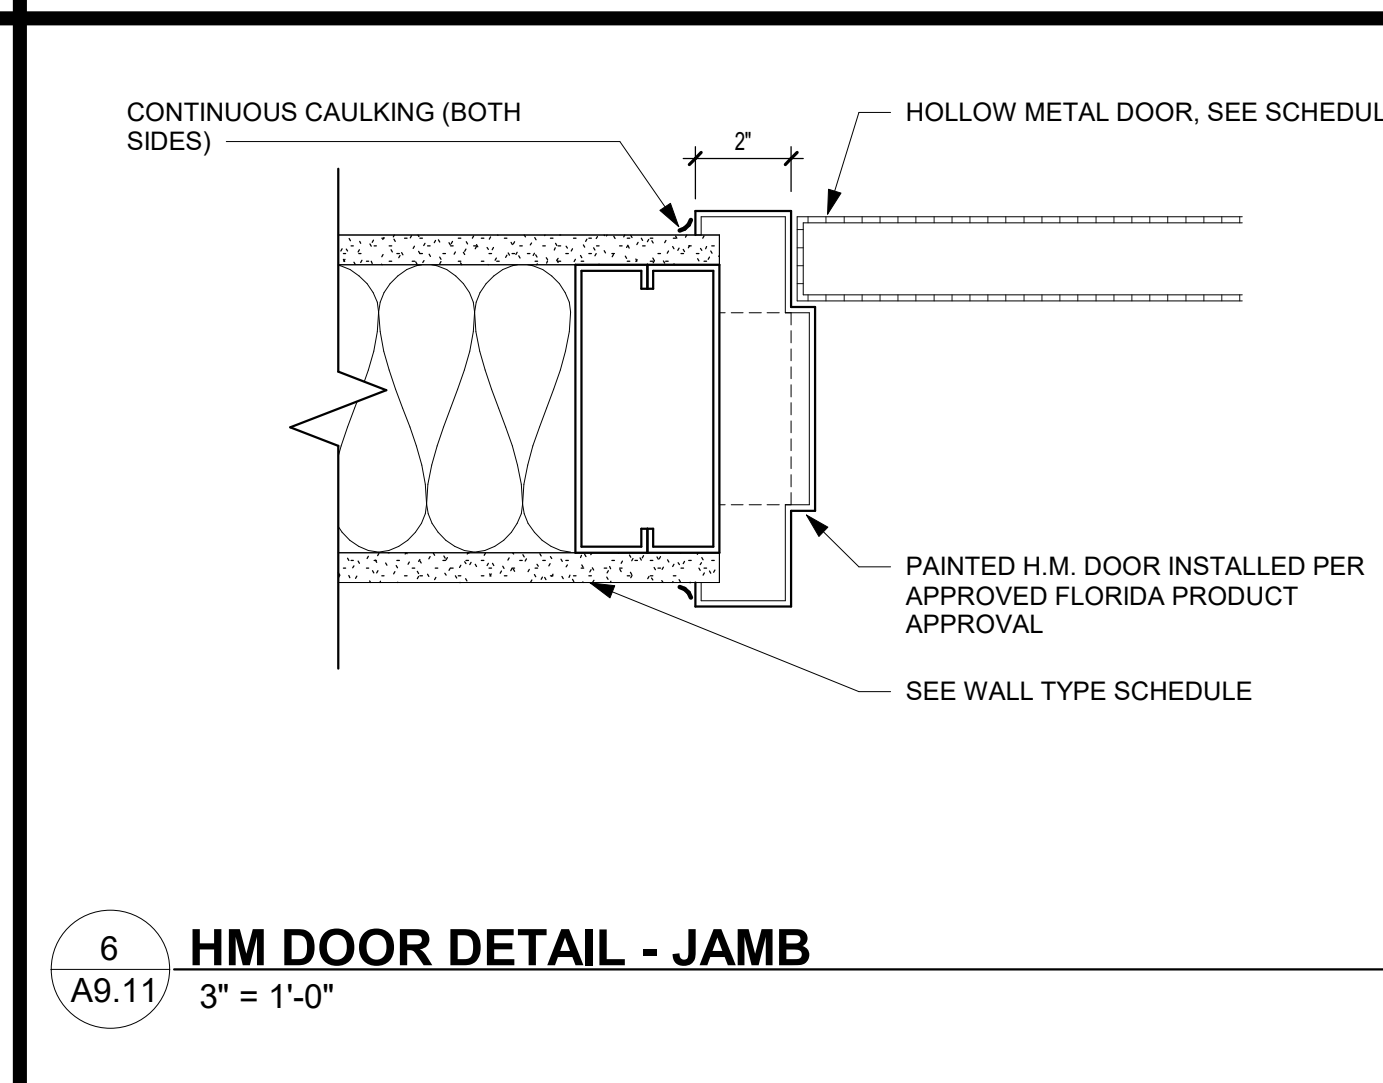 CONTINUOUS CAULKING (BOTH
SIDES)
2"
HOLLOW METAL DOOR, SEE SCHEDUL
PAINTED H.M. DOOR INSTALLED PER
APPROVED FLORIDA PRODUCT
APPROVAL
SEE WALL TYPE SCHEDULE
6
A9.11
HM DOOR DETAIL - JAMB
3" = 1'-0"